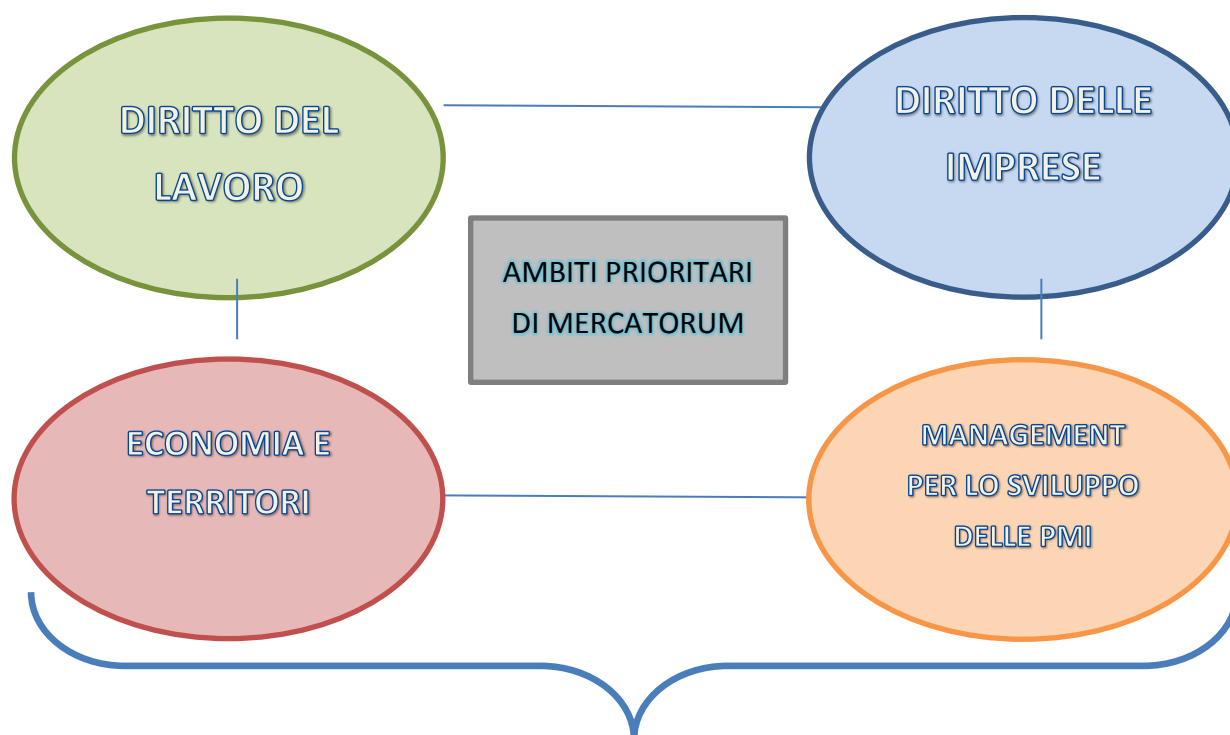 DIRITTO DEL
LAVORO
DIRITTO DELLE
IMPRESE
AMBITI PRIORITARI
DI MERCATORUM
ECONOMIA E
TERRITORI
MANAGEMENT
PER LO SVILUPPO
DELLE PMI